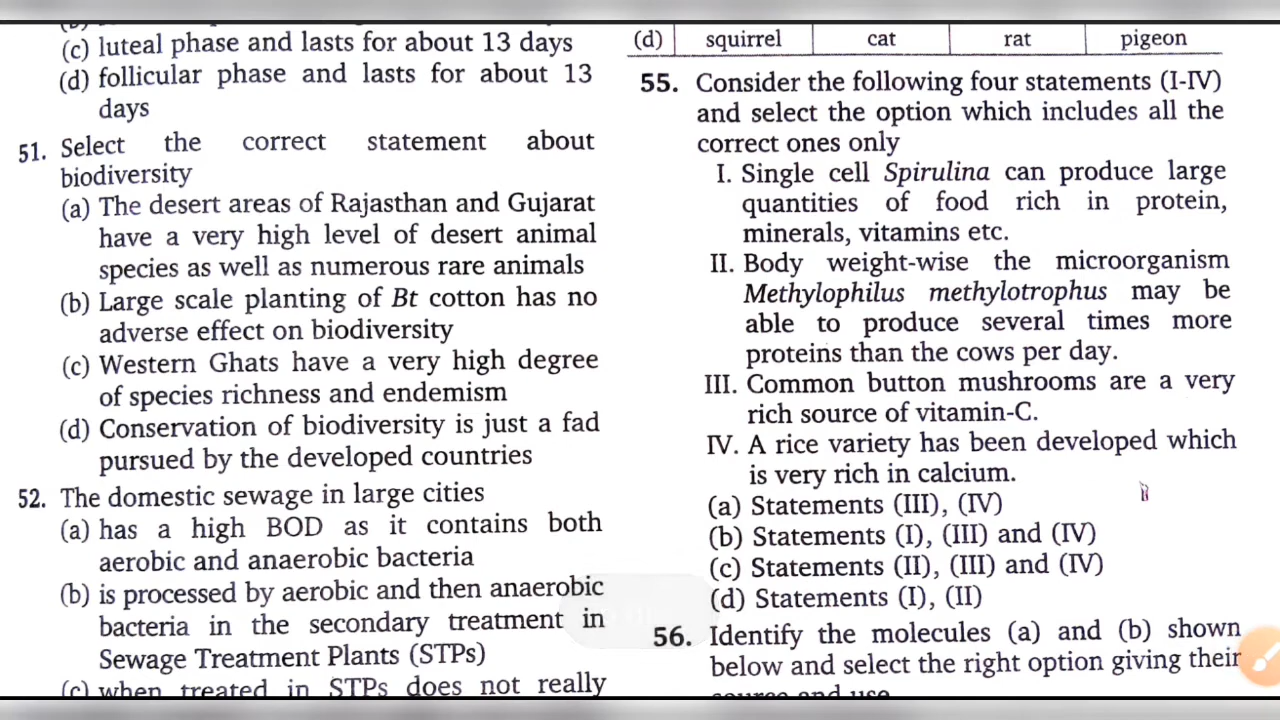 (c) luteal phase and lasts for about 13 days
(d) follicular phase and lasts for about 13
days
51. Select the correct statement about
biodiversity
(a) The desert areas of Rajasthan and Gujarat
have a very high level of desert animal
species as well as numerous rare animals
(b) Large scale planting of Bt cotton has no
adverse effect on biodiversity
(c) Western Ghats have a very high degree
of species richness and endemism
(d) Conservation of biodiversity is just a fad
pursued by the developed countries
52. The domestic sewage in large cities
(a) has a high BOD as it contains both
aerobic and anaerobic bacteria
(b) is processed by aerobic and then anaerobic
bacteria in the secondary treatment in
Sewage Treatment Plants (STPs)
(c) when treated in STPs does not really
(d) squirrel cat rat pigeon
55. Consider the following four statements (I-IV)
and select the option which includes all the
correct ones only
I. Single cell Spirulina can produce large
quantities of food rich in protein,
minerals, vitamins etc.
II. Body weight-wise the microorganism
Methylophilus methylotrophus may be
able to produce several times more
proteins than the cows per day.
III. Common button mushrooms are a very
rich source of vitamin-C.
IV. A rice variety has been developed which
is very rich in calcium.
(a) Statements (III), (IV)
(b) Statements (I), (III) and (IV)
(c) Statements (II), (III) and (IV)
(d) Statements (I), (II)
56. Identify the molecules (a) and (b) shown
below and select the right option giving their
source and use